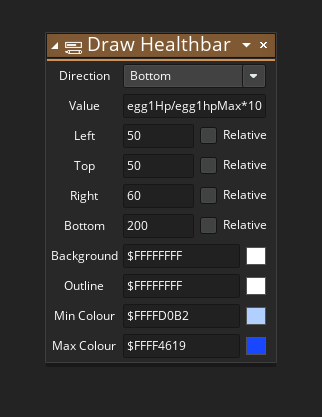 Draw Healthbar
Direction Bottom
Value egg1Hp/egg1hpMax*10
Left 50 Relative
Top 50 Relative
Right 60 Relative
Bottom 200 Relative
Background $FFFFFFFF
Outline $FFFFFFFF
Min Colour $FFFFD0B2
Max Colour $FFFF4619